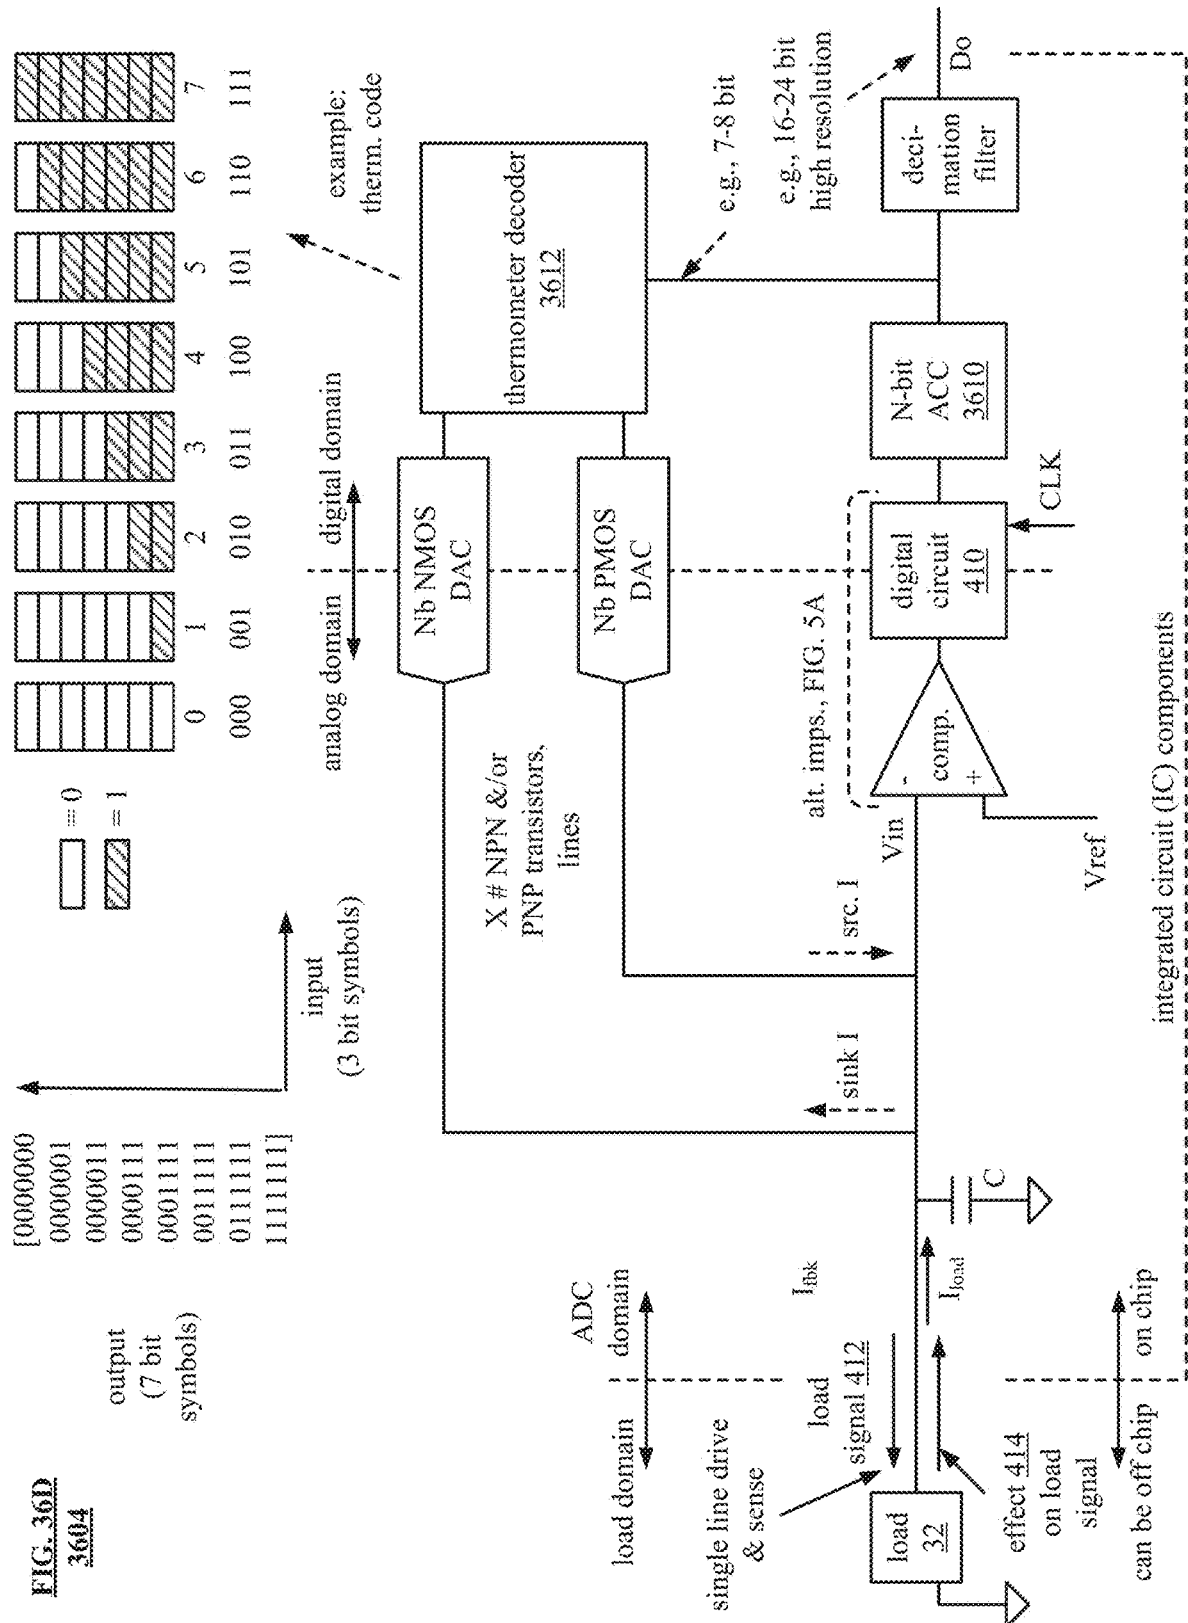 FIG. 36D
3604
output
(7 bit
symbols)
[0000000
0000001
0000011
0000111
0001111
0011111
0111111
1111111]
input
(3 bit symbols)
= 0
= 1
0 1 2 3 4 5 6 7
000 001 010 011 100 101 110 111
example:
therm. code
analog domain
digital domain
Nb NMOS
DAC
Nb PMOS
DAC
thermometer decoder
3612
X # NPN &/or
PNP transistors,
lines
load domain
ADC
domain
single line drive
& sense
load
signal 412
Ifbk
sink I
src. I
alt. imps., FIG. 5A
e.g., 7-8 bit
e.g., 16-24 bit
high resolution
load
32
effect 414
on load
signal
Iload
C
Vin
Vref
-
comp.
+
digital
circuit
410
CLK
N-bit
ACC
3610
deci-
mation
filter
Do
can be off chip
on chip
integrated circuit (IC) components